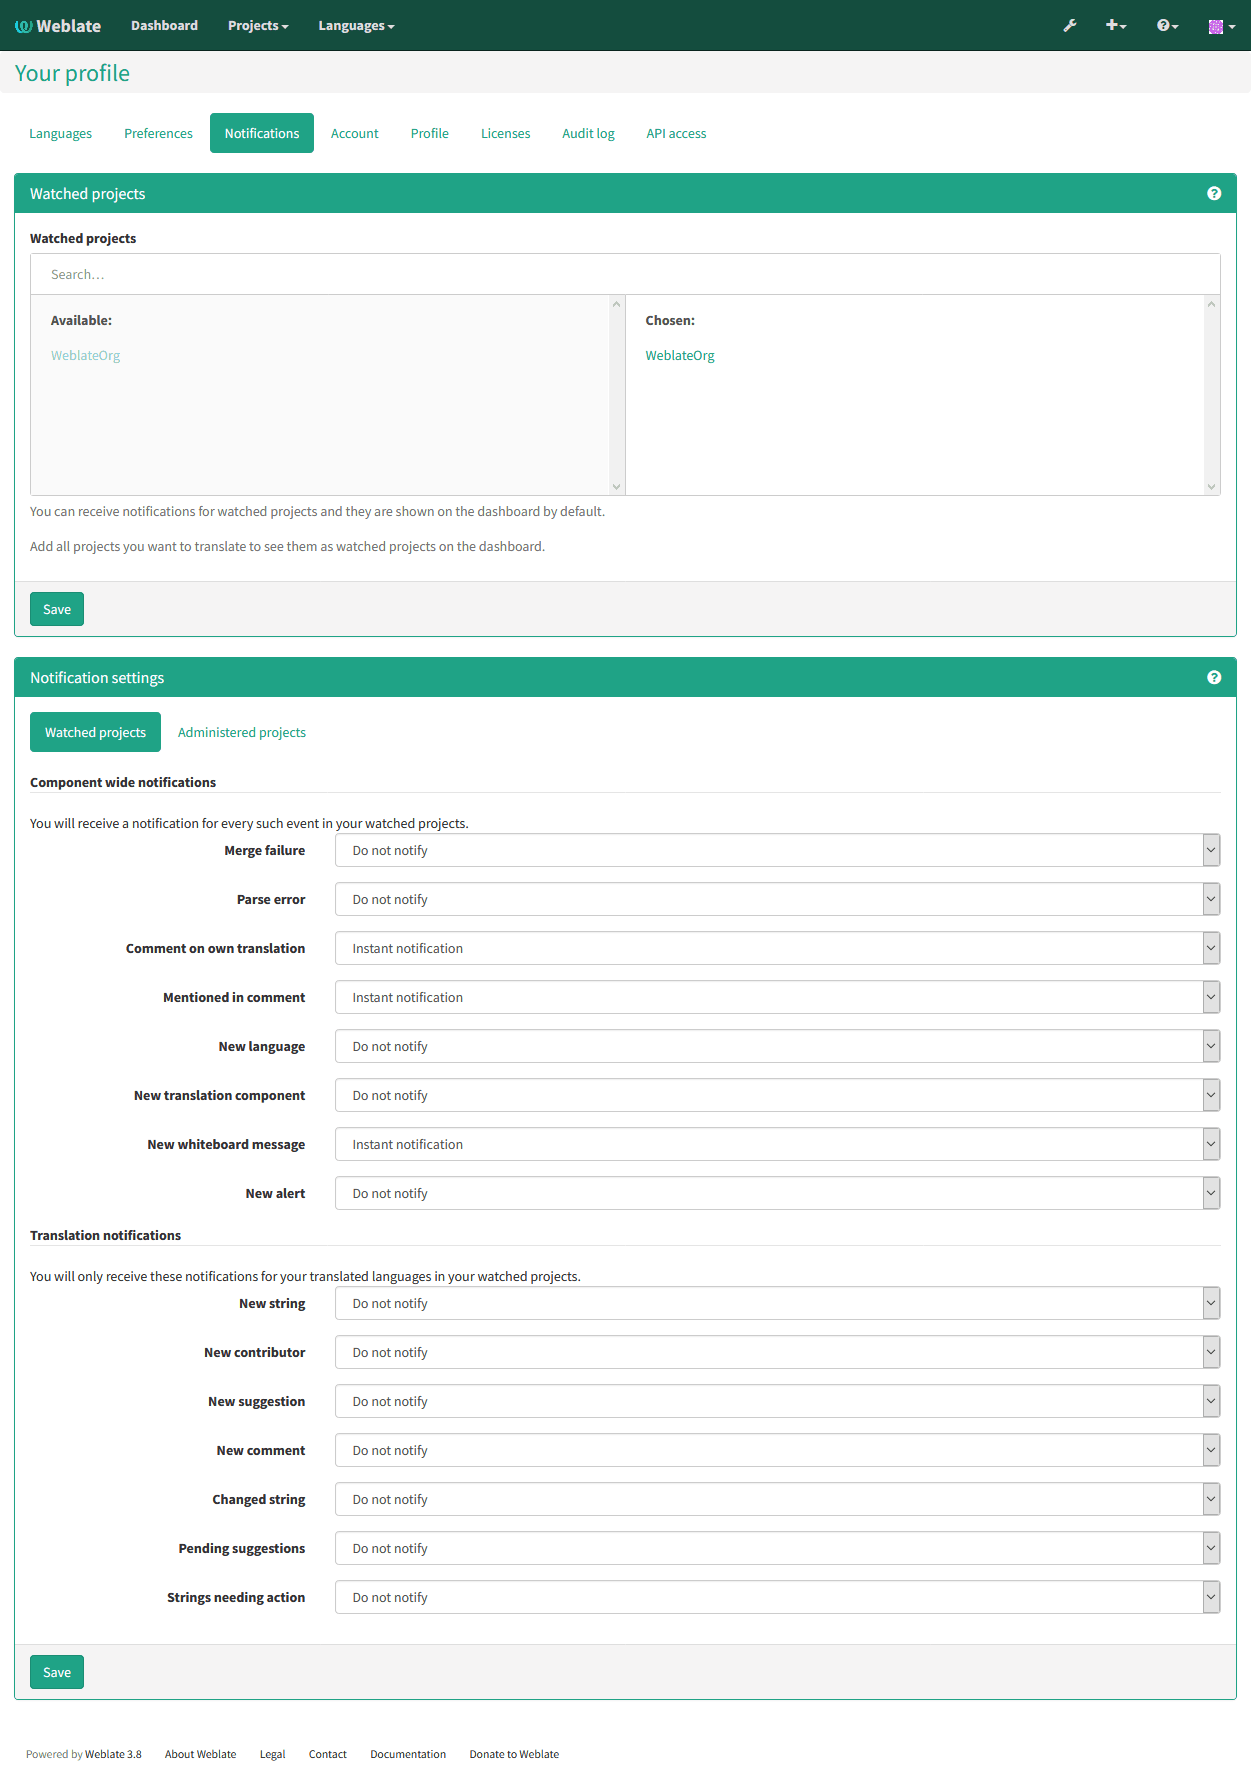 Weblate Dashboard Projects Languages
Your profile
Languages Preferences Notifications Account Profile Licenses Audit log API access
Watched projects
Watched projects
Search…
Available: Chosen:
WeblateOrg WeblateOrg
You can receive notifications for watched projects and they are shown on the dashboard by default.
Add all projects you want to translate to see them as watched projects on the dashboard.
Save
Notification settings
Watched projects Administered projects
Component wide notifications
You will receive a notification for every such event in your watched projects.
Merge failure Do not notify
Parse error Do not notify
Comment on own translation Instant notification
Mentioned in comment Instant notification
New language Do not notify
New translation component Do not notify
New whiteboard message Instant notification
New alert Do not notify
Translation notifications
You will only receive these notifications for your translated languages in your watched projects.
New string Do not notify
New contributor Do not notify
New suggestion Do not notify
New comment Do not notify
Changed string Do not notify
Pending suggestions Do not notify
Strings needing action Do not notify
Save
Powered by Weblate 3.8 About Weblate Legal Contact Documentation Donate to Weblate